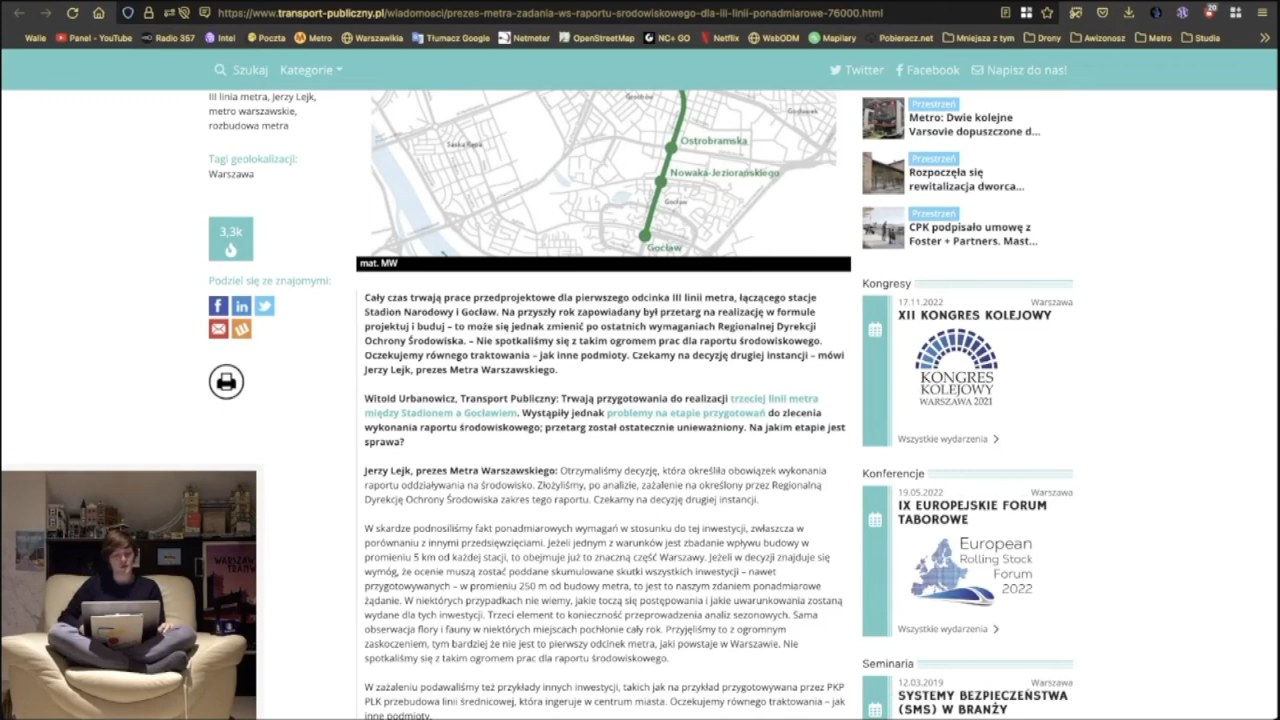 https://www.transport-publiczny.pl/wiadomosci/prezes-metra-zadania-ws-raportu-srodowiskowego-dla-iii-linii-ponadmiarowe-76000.html
20
Walle Panel - YouTube Radio 357 Intel Poczta Metro Warszawikia Tłumacz Google Netmeter OpenStreetMap NC+ GO Netflix WebODM Mapilary Pobieracz.net Mniejsza z tym Drony Awizonosz Metro Studia
Szukaj Kategorie Twitter Facebook Napisz do nas!
III linia metra, Jerzy Lejk,
metro warszawskie,
rozbudowa metra
Tagi geolokalizacji:
Warszawa
3,3k
Podziel się ze znajomymi:
Saska Kępa
Ostrobramska
Nowaka-Jeziorańskiego
Gocław
Gocław
mat. MW
Cały czas trwają prace przedprojektowe dla pierwszego odcinka III linii metra, łączącego stacje
Stadion Narodowy i Gocław. Na przyszły rok zapowiadany był przetarg na realizację w formule
projektuj i buduj – to może się jednak zmienić po ostatnich wymaganiach Regionalnej Dyrekcji
Ochrony Środowiska. – Nie spotkaliśmy się z takim ogromem prac dla raportu środowiskowego.
Oczekujemy równego traktowania – jak inne podmioty. Czekamy na decyzję drugiej instancji – mówi
Jerzy Lejk, prezes Metra Warszawskiego.
Witold Urbanowicz, Transport Publiczny: Trwają przygotowania do realizacji trzeciej linii metra
między Stadionem a Gocławiem. Wystąpiły jednak problemy na etapie przygotowań do zlecenia
wykonania raportu środowiskowego; przetarg został ostatecznie unieważniony. Na jakim etapie jest
sprawa?
Jerzy Lejk, prezes Metra Warszawskiego: Otrzymaliśmy decyzję, która określiła obowiązek wykonania
raportu oddziaływania na środowisko. Złożyliśmy, po analizie, zażalenie na określony przez Regionalną
Dyrekcję Ochrony Środowiska zakres tego raportu. Czekamy na decyzję drugiej instancji.
W skardze podnosiliśmy fakt ponadmiarowych wymagań w stosunku do tej inwestycji, zwłaszcza w
porównaniu z innymi przedsięwzięciami. Jeżeli jednym z warunków jest zbadanie wpływu budowy w
promieniu 5 km od każdej stacji, to obejmuje już to znaczną część Warszawy. Jeżeli w decyzji znajduje się
wymóg, że ocenie muszą zostać poddane skumulowane skutki wszystkich inwestycji – nawet
przygotowywanych – w promieniu 250 m od budowy metra, to jest to naszym zdaniem ponadmiarowe
żądanie. W niektórych przypadkach nie wiemy, jakie toczą się postępowania i jakie uwarunkowania zostaną
wydane dla tych inwestycji. Trzeci element to konieczność przeprowadzenia analiz sezonowych. Sama
obserwacja flory i fauny w niektórych miejscach pochłonie cały rok. Przyjęliśmy to z ogromnym
zaskoczeniem, tym bardziej że nie jest to pierwszy odcinek metra, jaki powstaje w Warszawie. Nie
spotkaliśmy się z takim ogromem prac dla raportu środowiskowego.
W zażaleniu podawaliśmy też przykłady innych inwestycji, takich jak na przykład przygotowywana przez PKP
PLK przebudowa linii średnicowej, która ingeruje w centrum miasta. Oczekujemy równego traktowania – jak
inne podmioty.
Przestrzeń
Metro: Dwie kolejne
Varsovie dopuszczone d...
Przestrzeń
Rozpoczęła się
rewitalizacja dworca...
Przestrzeń
CPK podpisało umowę z
Foster + Partners. Mast...
Kongresy
17.11.2022 Warszawa
XII KONGRES KOLEJOWY
KONGRES
KOLEJOWY
WARSZAWA 2021
Wszystkie wydarzenia
Konferencje
19.05.2022 Warszawa
IX EUROPEJSKIE FORUM
TABOROWE
European
Rolling Stock
Forum
2022
Wszystkie wydarzenia
Seminaria
12.03.2019 Warszawa
SYSTEMY BEZPIECZEŃSTWA
(SMS) W BRANŻY